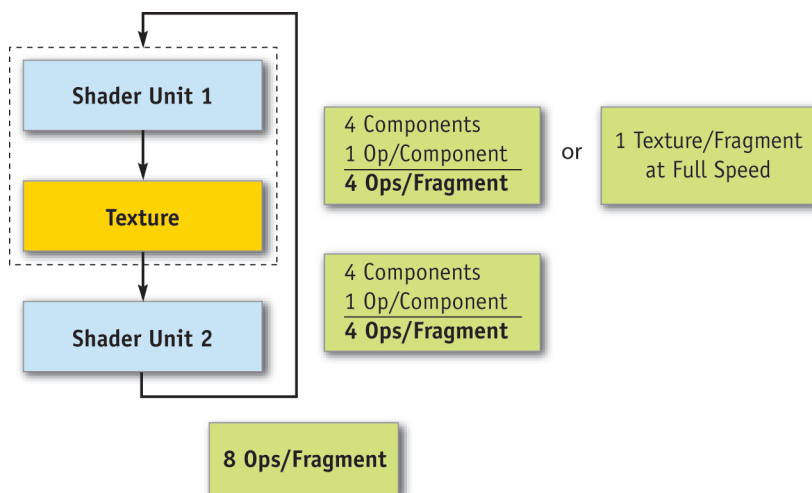 Shader Unit 1
4 Components
1 Op/Component
4 Ops/Fragment
or
1 Texture/Fragment
at Full Speed
Texture
4 Components
1 Op/Component
4 Ops/Fragment
Shader Unit 2
8 Ops/Fragment